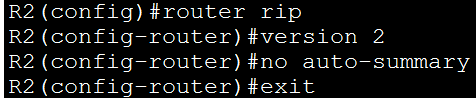 R2(config)#router rip
R2(config-router)#version 2
R2(config-router)#no auto-summary
R2(config-router)#exit